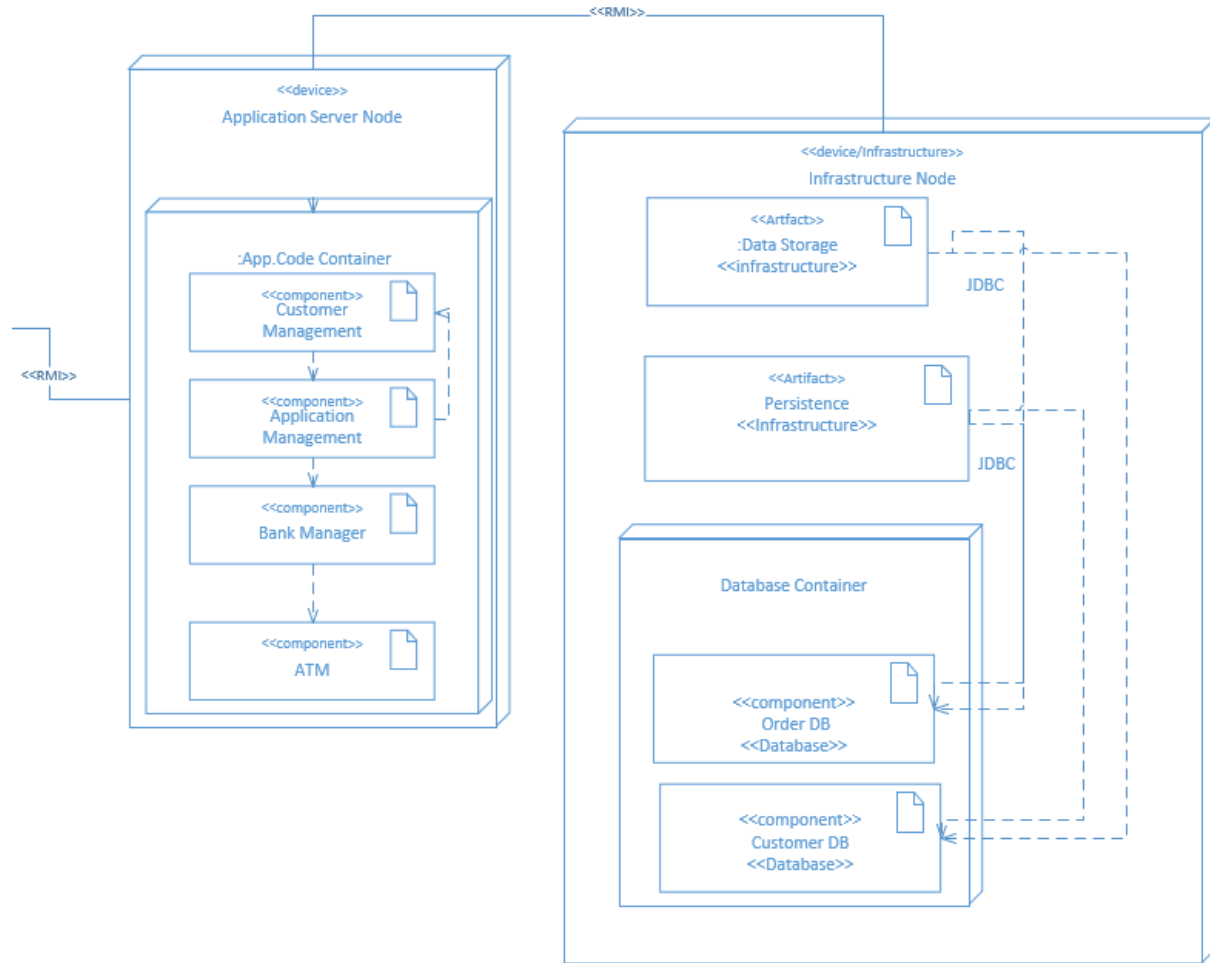 <<RMI>>
<<device>>
Application Server Node
:App.Code Container
<<component>>
Customer
Management
<<component>>
Application
Management
<<component>>
Bank Manager
<<component>>
ATM
<<RMI>>
<<device/Infrastructure>>
Infrastructure Node
<<Artfact>>
:Data Storage
<<infrastructure>>
JDBC
<<Artifact>>
Persistence
<<Infrastructure>>
JDBC
Database Container
<<component>>
Order DB
<<Database>>
<<component>>
Customer DB
<<Database>>